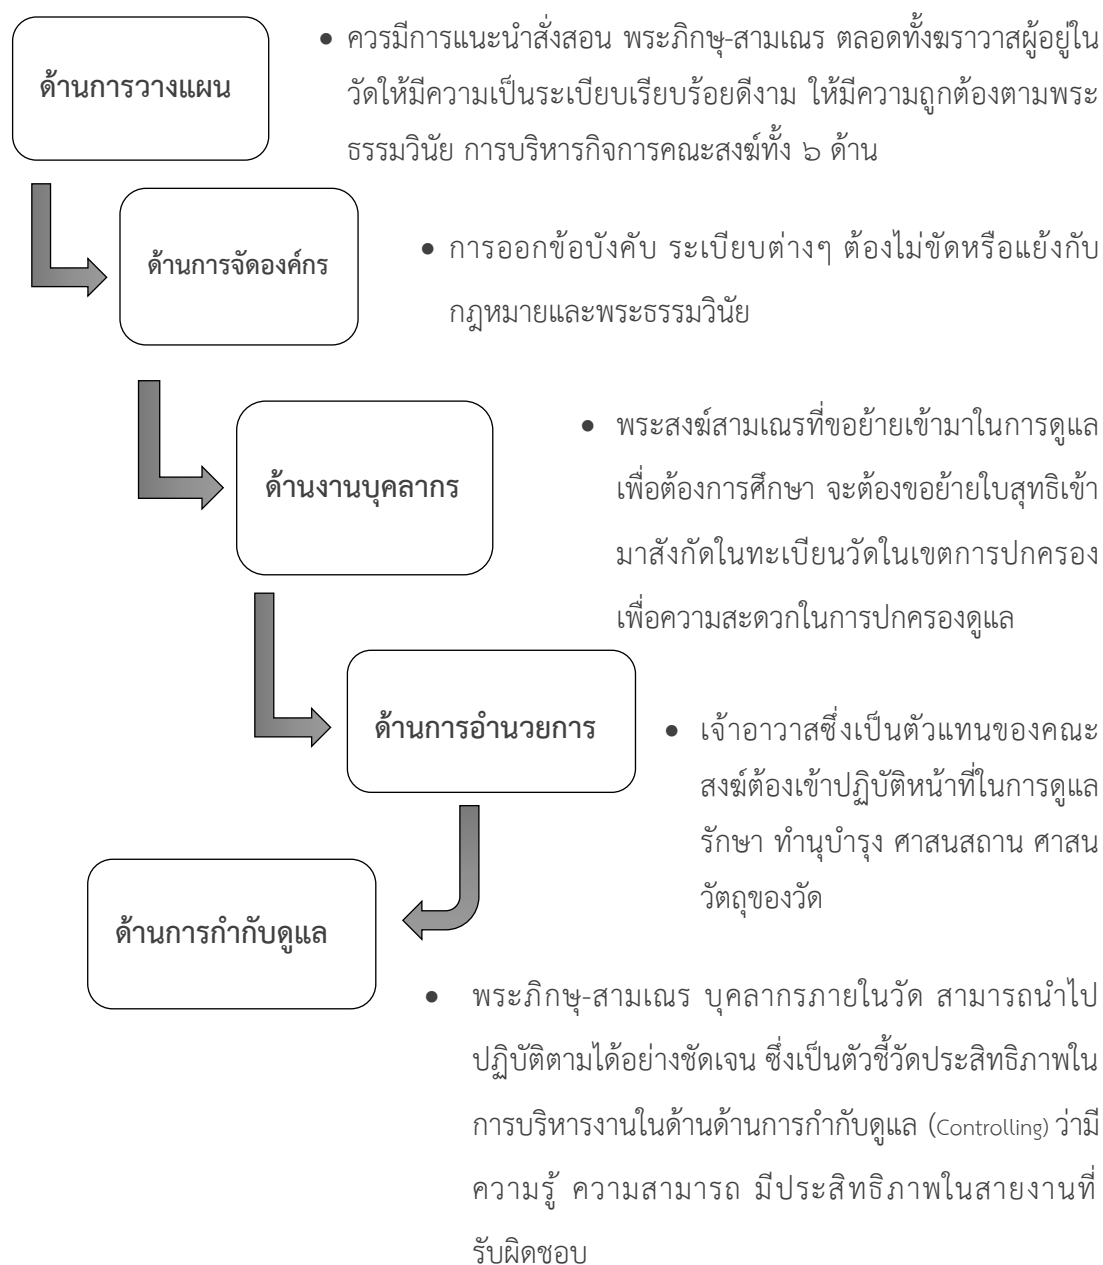 ด้านการวางแผน
• ควรมีการแนะนำสั่งสอน พระภิกษุ-สามเณร ตลอดทั้งฆราวาสผู้อยู่ใน
วัดให้มีความเป็นระเบียบเรียบร้อยดีงาม ให้มีความถูกต้องตามพระ
ธรรมวินัย การบริหารกิจการคณะสงฆ์ทั้ง ๖ ด้าน
ด้านการจัดองค์กร
• การออกข้อบังคับ ระเบียบต่างๆ ต้องไม่ขัดหรือแย้งกับ
กฎหมายและพระธรรมวินัย
ด้านงานบุคลากร
• พระสงฆ์สามเณรที่ขอย้ายเข้ามาในการดูแล
เพื่อต้องการศึกษา จะต้องขอย้ายใบสุทธิเข้า
มาสังกัดในทะเบียนวัดในเขตการปกครอง
เพื่อความสะดวกในการปกครองดูแล
ด้านการอำนวยการ
• เจ้าอาวาสซึ่งเป็นตัวแทนของคณะ
สงฆ์ต้องเข้าปฏิบัติหน้าที่ในการดูแล
รักษา ทำนุบำรุง ศาสนสถาน ศาสน
วัตถุของวัด
ด้านการกำกับดูแล
• พระภิกษุ-สามเณร บุคลากรภายในวัด สามารถนำไป
ปฏิบัติตามได้อย่างชัดเจน ซึ่งเป็นตัวชี้วัดประสิทธิภาพใน
การบริหารงานในด้านด้านการกำกับดูแล (Controlling) ว่ามี
ความรู้ ความสามารถ มีประสิทธิภาพในสายงานที่
รับผิดชอบ